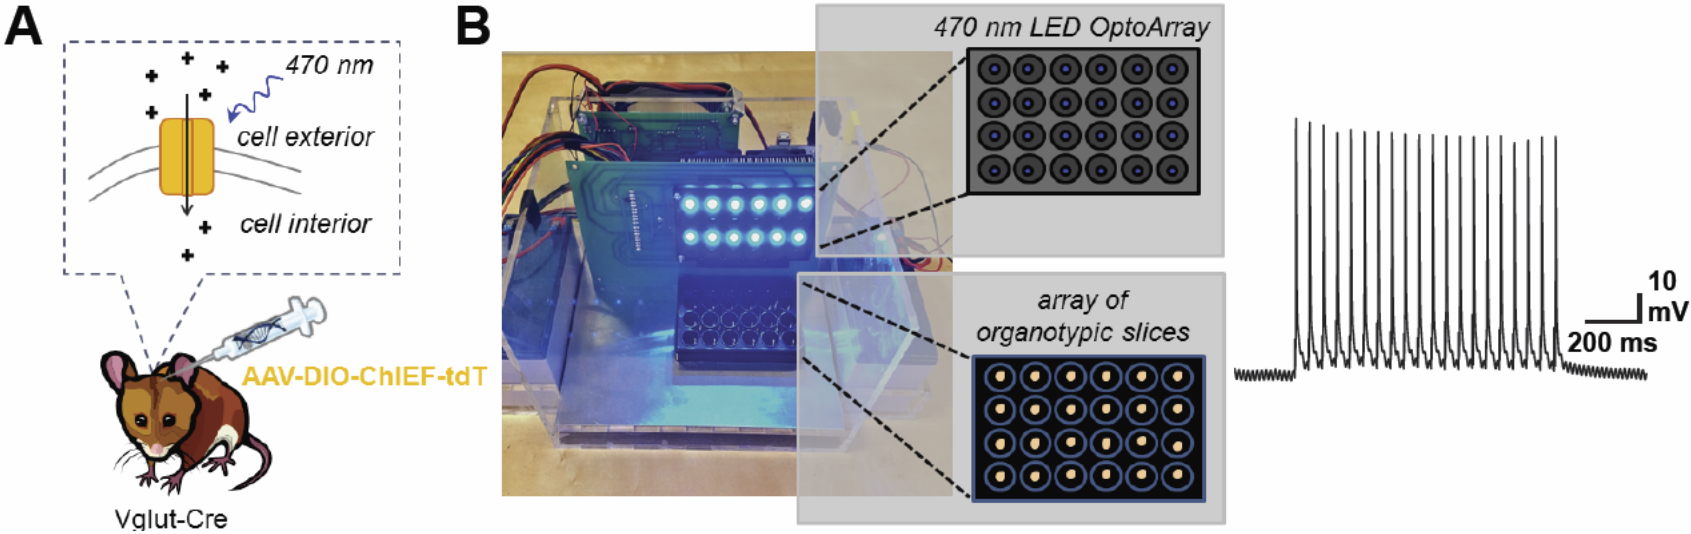 A
470 nm
cell exterior
cell interior
AAV-DIO-ChIEF-tdT
Vglut-Cre
B
470 nm LED OptoArray
array of
organotypic slices
10
mV
200 ms